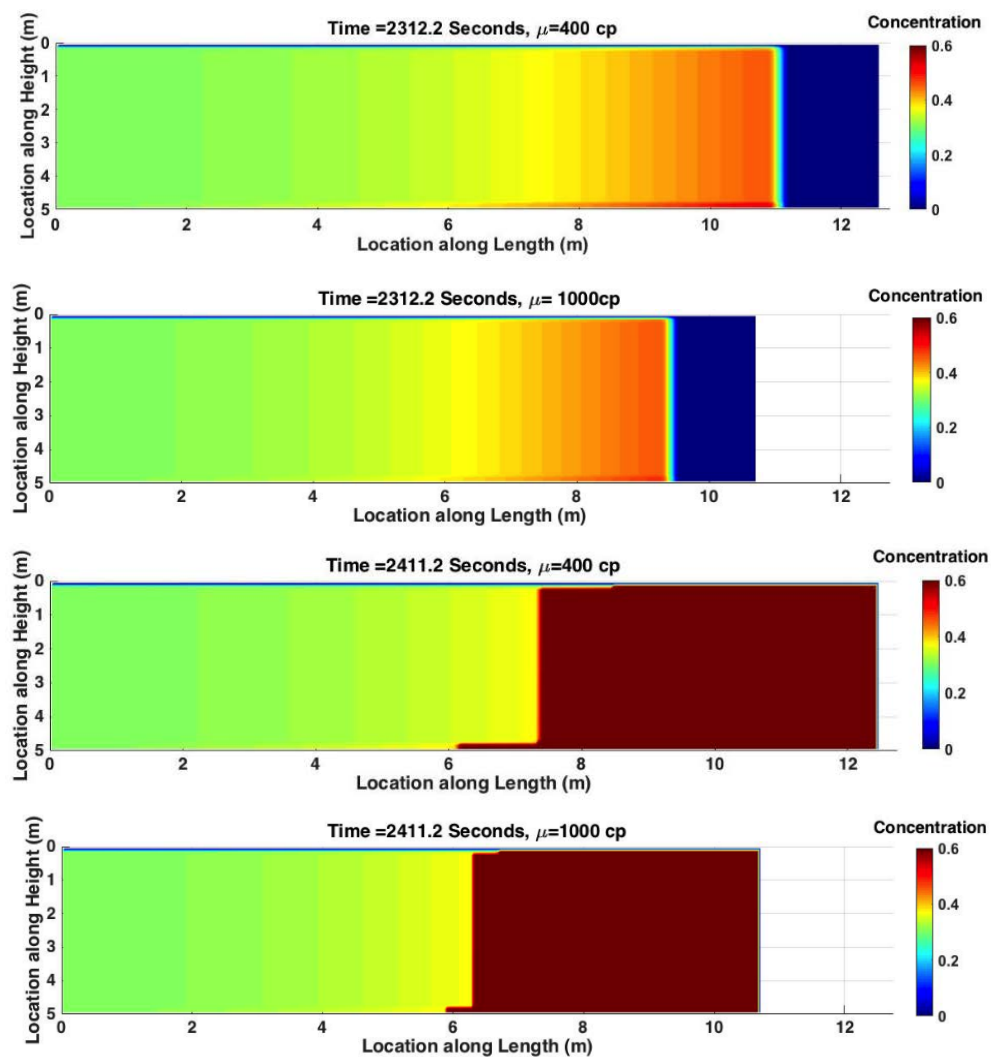 Time =2312.2 Seconds, μ=400 cp
Concentration
Location along Height (m)
0
1
2
3
4
5
0 2 4 6 8 10 12
Location along Length (m)
0.6
0.4
0.2
0
Time =2312.2 Seconds, μ= 1000cp
Concentration
Location along Height (m)
0
1
2
3
4
5
0 2 4 6 8 10 12
Location along Length (m)
0.6
0.4
0.2
0
Time =2411.2 Seconds, μ=400 cp
Concentration
Location along Height (m)
0
1
2
3
4
5
0 2 4 6 8 10 12
Location along Length (m)
0.6
0.4
0.2
0
Time =2411.2 Seconds, μ=1000 cp
Concentration
Location along Height (m)
0
1
2
3
4
5
0 2 4 6 8 10 12
Location along Length (m)
0.6
0.4
0.2
0